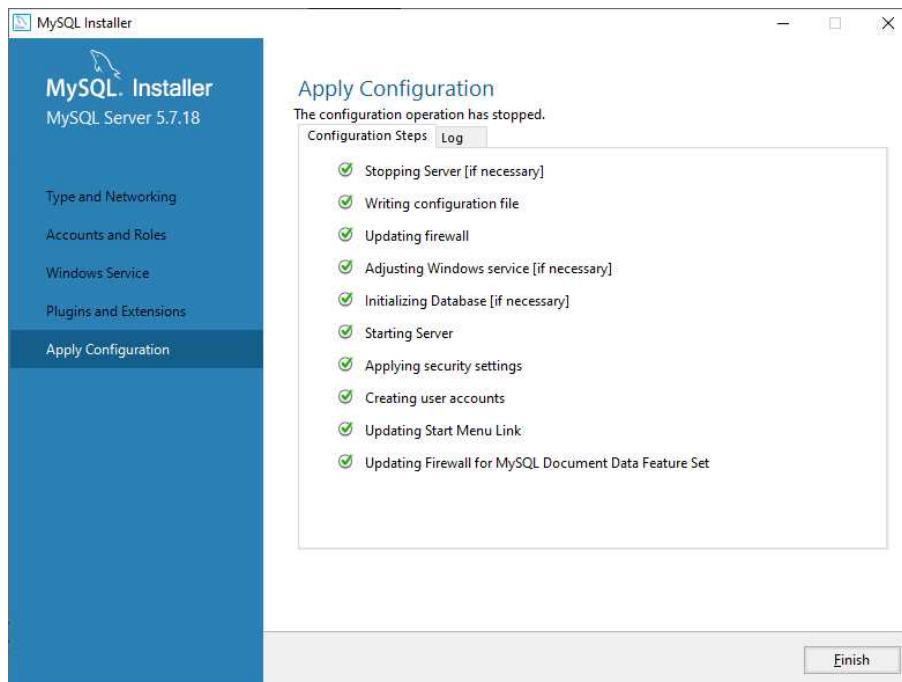 MySQL Installer
MySQL. Installer
MySQL Server 5.7.18
Type and Networking
Accounts and Roles
Windows Service
Plugins and Extensions
Apply Configuration
Apply Configuration
The configuration operation has stopped.
Configuration Steps Log
Stopping Server [if necessary]
Writing configuration file
Updating firewall
Adjusting Windows service [if necessary]
Initializing Database [if necessary]
Starting Server
Applying security settings
Creating user accounts
Updating Start Menu Link
Updating Firewall for MySQL Document Data Feature Set
Finish